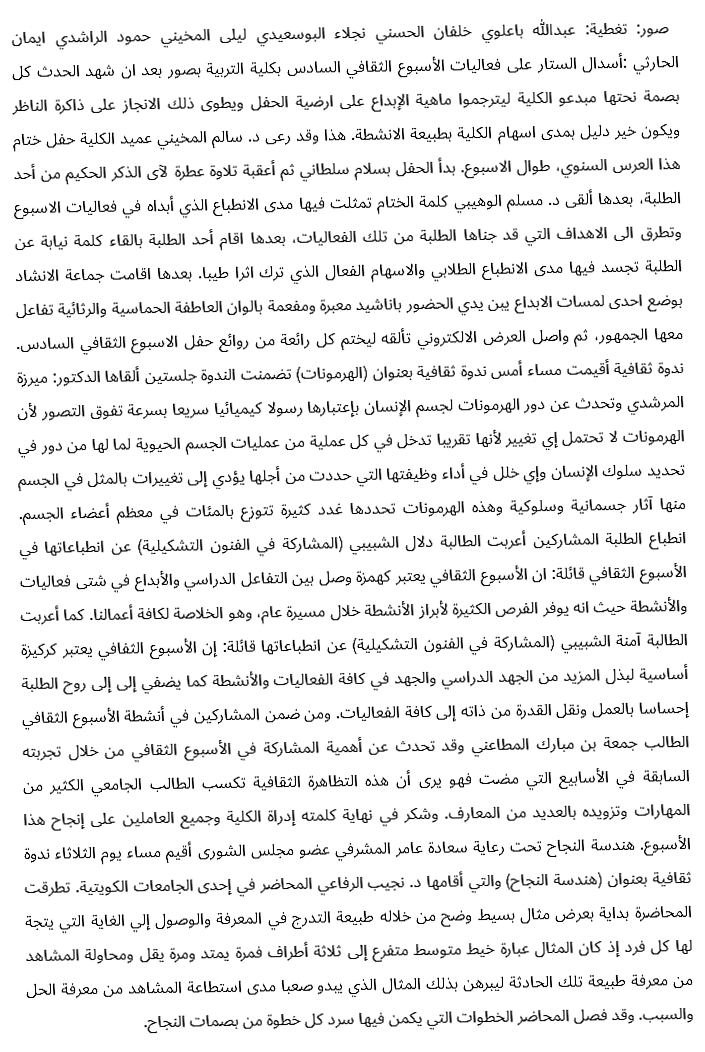 صور: تغطية: عبدالله باعلوي خلفان الحسني نجلاء البوسعيدي ليلى المخيني حمود الراشدي ايمان
الحارثي :أسدال الستار على فعاليات الأسبوع الثقافي السادس بكلية التربية بصور بعد ان شهد الحدث كل
بصمة نحتها مبدعو الكلية ليترجموا ماهية الإبداع على ارضية الحفل ويطوى ذلك الانجاز على ذاكرة الناظر
ويكون خير دليل بمدى اسهام الكلية بطبيعة الانشطة. هذا وقد رعى د. سالم المخيني عميد الكلية حفل ختام
هذا العرس السنوي، طوال الاسبوع. بدأ الحفل بسلام سلطاني ثم أعقبة تلاوة عطرة لآى الذكر الحكيم من أحد
الطلبة، بعدها ألقى د. مسلم الوهيبي كلمة الختام تمثلت فيها مدى الانطباع الذي أبداه في فعاليات الاسبوع
وتطرق الى الاهداف التي قد جناها الطلبة من تلك الفعاليات، بعدها اقام أحد الطلبة بالقاء كلمة نيابة عن
الطلبة تجسد فيها مدى الانطباع الطلابي والاسهام الفعال الذي ترك اثرا طيبا. بعدها اقامت جماعة الانشاد
بوضع احدى لمسات الابداع يبن يدي الحضور باناشيد معبرة ومفعمة بالوان العاطفة الحماسية والرثائية تفاعل
معها الجمهور، ثم واصل العرض الالكتروني تألقه ليختم كل رائعة من روائع حفل الاسبوع الثقافي السادس.
ندوة ثقافية أقيمت مساء أمس ندوة ثقافية بعنوان (الهرمونات) تضمنت الندوة جلستين ألقاها الدكتور: ميرزة
المرشدي وتحدث عن دور الهرمونات لجسم الإنسان بإعتبارها رسولا كيميائيا سريعا بسرعة تفوق التصور لأن
الهرمونات لا تحتمل إي تغيير لأنها تقريبا تدخل في كل عملية من عمليات الجسم الحيوية لما لها من دور في
تحديد سلوك الإنسان وإي خلل في أداء وظيفتها التي حددت من أجلها يؤدي إلى تغييرات بالمثل في الجسم
منها آثار جسمانية وسلوكية وهذه الهرمونات تحددها غدد كثيرة تتوزع بالمئات في معظم أعضاء الجسم.
انطباع الطلبة المشاركين أعربت الطالبة دلال الشبيبي (المشاركة في الفنون التشكيلية) عن انطباعاتها في
الأسبوع الثقافي قائلة: ان الأسبوع الثقافي يعتبر كهمزة وصل بين التفاعل الدراسي والأبداع في شتى فعاليات
والأنشطة حيث انه يوفر الفرص الكثيرة لأبراز الأنشطة خلال مسيرة عام، وهو الخلاصة لكافة أعمالنا. كما أعربت
الطالبة آمنة الشبيبي (المشاركة في الفنون التشكيلية) عن انطباعاتها قائلة: إن الأسبوع الثفافي يعتبر كركيزة
أساسية لبذل المزيد من الجهد الدراسي والجهد في كافة الفعاليات والأنشطة كما يضفي إلى إلى روح الطلبة
إحساسا بالعمل ونقل القدرة من ذاته إلى كافة الفعاليات. ومن ضمن المشاركين في أنشطة الأسبوع الثقافي
الطالب جمعة بن مبارك المطاعني وقد تحدث عن أهمية المشاركة في الأسبوع الثقافي من خلال تجربته
السابقة في الأسابيع التي مضت فهو يرى أن هذه التظاهرة الثقافية تكسب الطالب الجامعي الكثير من
المهارات وتزويده بالعديد من المعارف. وشكر في نهاية كلمته إدراة الكلية وجميع العاملين على إنجاح هذا
الأسبوع. هندسة النجاح تحت رعاية سعادة عامر المشرفي عضو مجلس الشورى أقيم مساء يوم الثلاثاء ندوة
ثقافية بعنوان (هندسة النجاح) والتي أقامها د. نجيب الرفاعي المحاضر في إحدى الجامعات الكويتية. تطرقت
المحاضرة بداية بعرض مثال بسيط وضح من خلاله طبيعة التدرج في المعرفة والوصول إلي الغاية التي يتجة
لها كل فرد إذ كان المثال عبارة خيط متوسط متفرع إلى ثلاثة أطراف فمرة يمتد ومرة يقل ومحاولة المشاهد
من معرفة طبيعة تلك الحادثة ليبرهن بذلك المثال الذي يبدو صعبا مدى استطاعة المشاهد من معرفة الحل
والسبب. وقد فصل المحاضر الخطوات التي يكمن فيها سرد كل خطوة من بصمات النجاح.